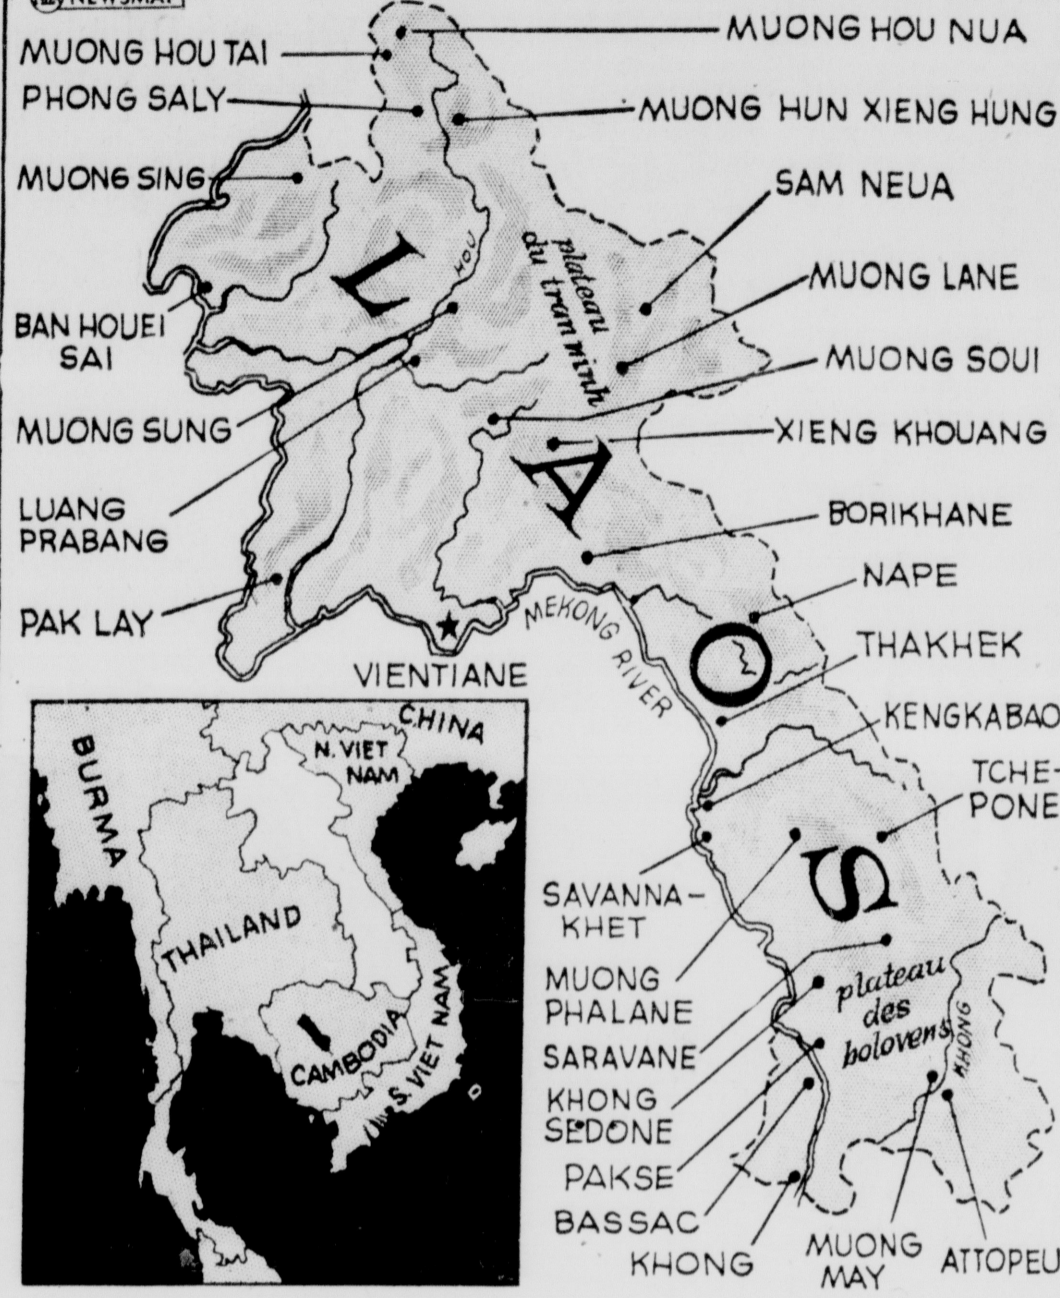 NEWSMAP
MUONG HOU TAI
MUONG HOU NUA
PHONG SALY
MUONG HUN XIENG HUNG
MUONG SING
SAM NEUA
HOU
plateau
du tran ninh
MUONG LANE
BAN HOUEI
SAI
MUONG SOUI
MUONG SUNG
XIENG KHOUANG
LUANG
PRABANG
BORIKHANE
NAPE
PAK LAY
MEKONG RIVER
THAKHEK
VIENTIANE
L
A
O
S
KENGKABAO
TCHE-
PONE
SAVANNA-
KHET
MUONG
PHALANE
plateau
des
bolovens
KHONG
SARAVANE
KHONG
SEDONE
PAKSE
BASSAC
KHONG
MUONG
MAY
ATTOPEU
CHINA
N. VIET
NAM
BURMA
THAILAND
CAMBODIA
S. VIET NAM